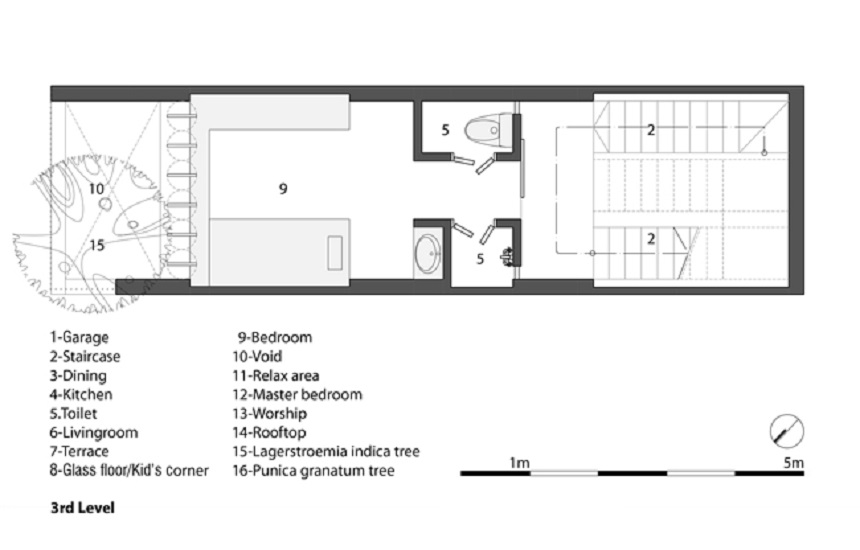 5
2
10
9
15
5
2
1-Garage
2-Staircase
3-Dining
4-Kitchen
5.Toilet
6-Livingroom
7-Terrace
8-Glass floor/Kid's corner
9-Bedroom
10-Void
11-Relax area
12-Master bedroom
13-Worship
14-Rooftop
15-Lagerstroemia indica tree
16-Punica granatum tree
1m 5m
3rd Level